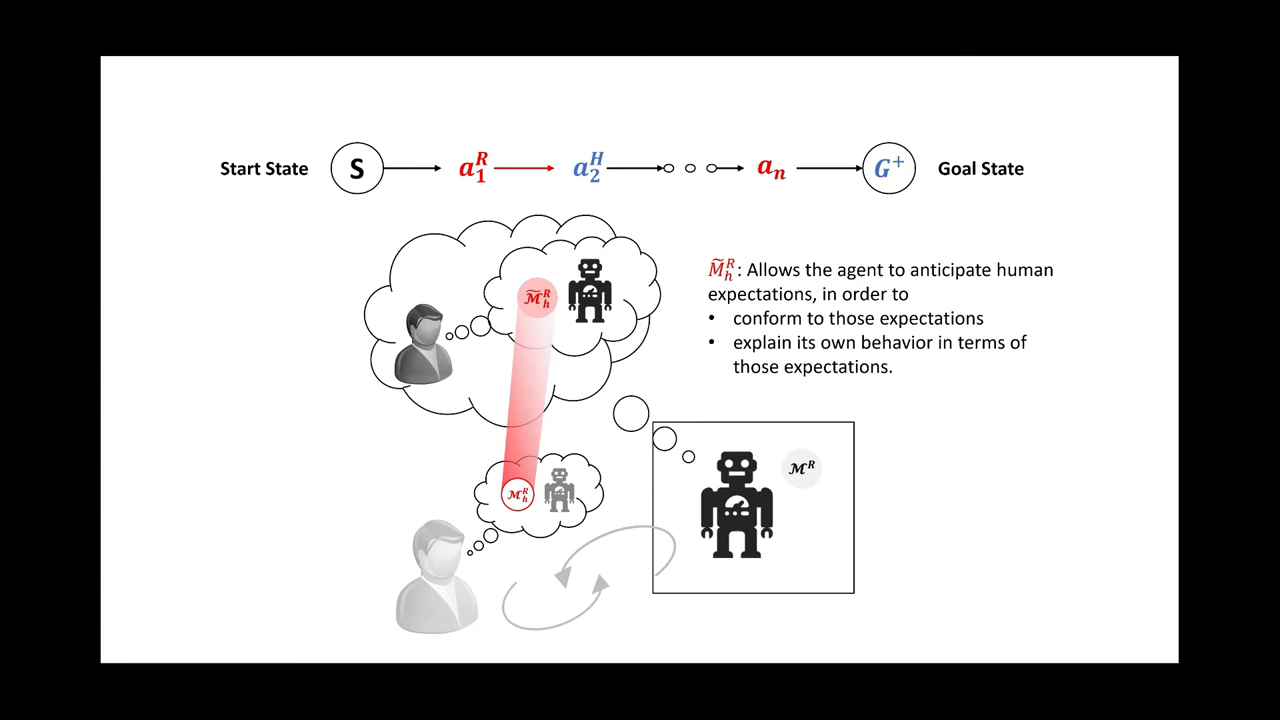 Start State S a₁ᴿ a₂ᴴ aₙ G⁺ Goal State
M̃ₕᴿ
M̃ₕᴿ: Allows the agent to anticipate human
expectations, in order to
• conform to those expectations
• explain its own behavior in terms of
those expectations.
Mᴿ
Mₕᴿ